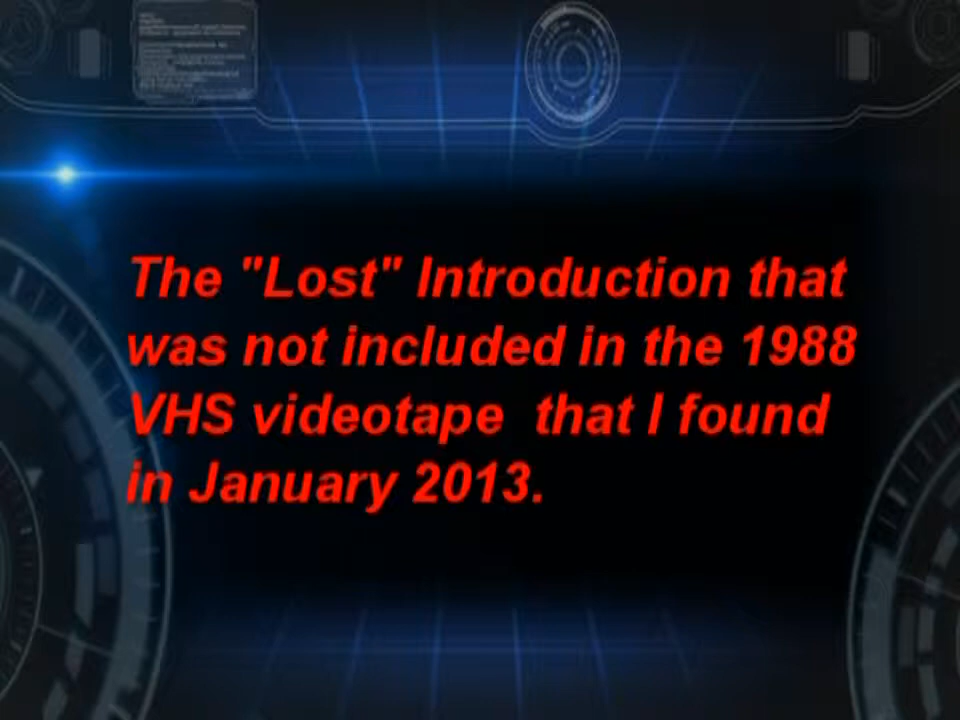 The "Lost" Introduction that
was not included in the 1988
VHS videotape  that I found
in January 2013.